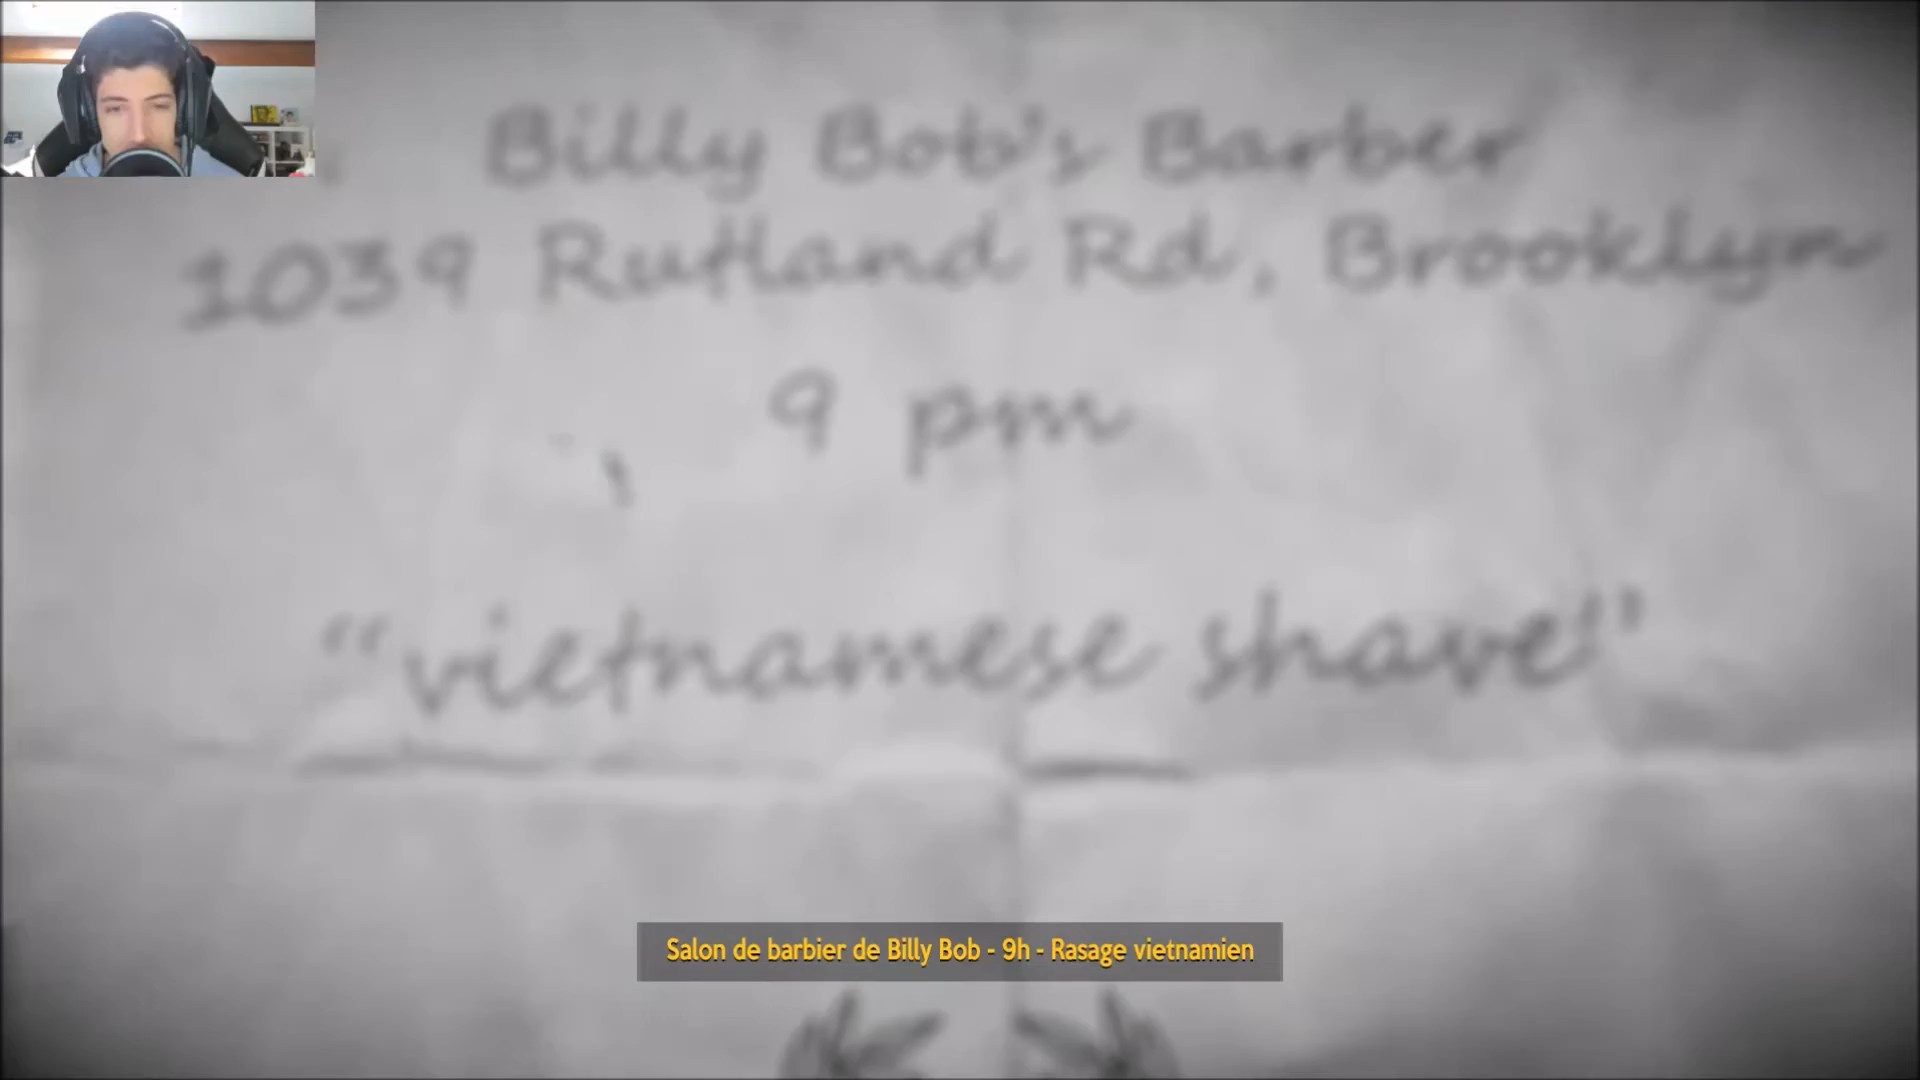 Billy Bob's Barber
1039 Rutland Rd, Brooklyn
9 pm
"vietnamese shave!"
Salon de barbier de Billy Bob - 9h - Rasage vietnamien